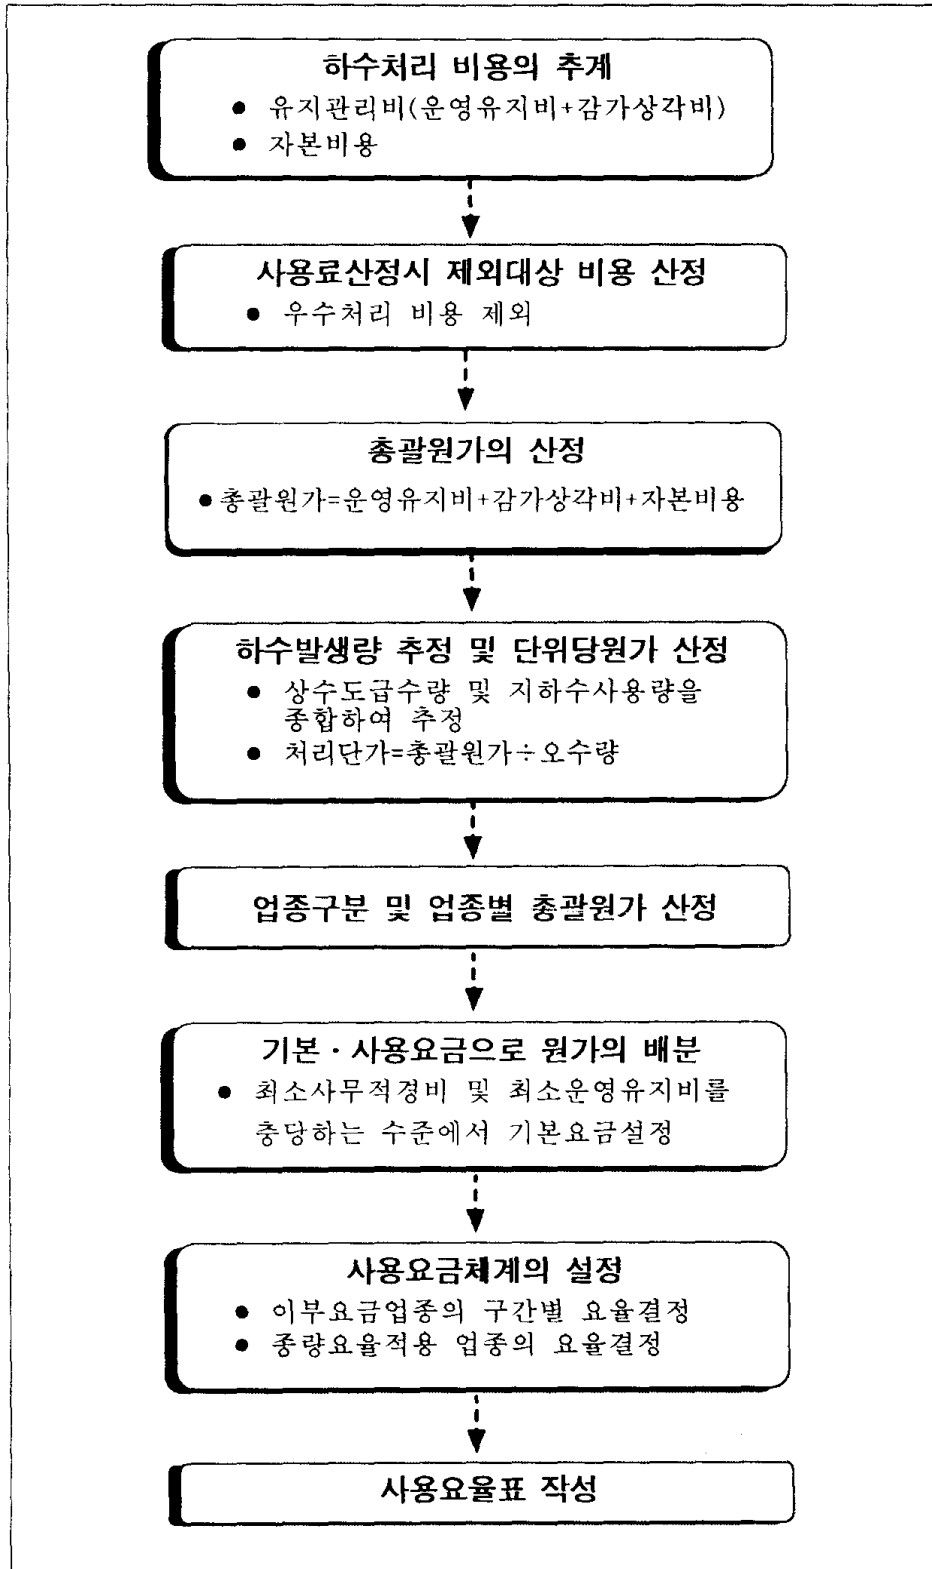 하수처리 비용의 추계
● 유지관리비(운영유지비+감가상각비)
● 자본비용
사용료산정시 제외대상 비용 산정
● 우수처리 비용 제외
총괄원가의 산정
● 총괄원가=운영유지비+감가상각비+자본비용
하수발생량 추정 및 단위당원가 산정
● 상수도급수량 및 지하수사용량을
종합하여 추정
● 처리단가=총괄원가÷오수량
업종구분 및 업종별 총괄원가 산정
기본·사용요금으로 원가의 배분
● 최소사무적경비 및 최소운영유지비를
충당하는 수준에서 기본요금설정
사용요금체계의 설정
● 이부요금업종의 구간별 요율결정
● 종량요율적용 업종의 요율결정
사용요율표 작성